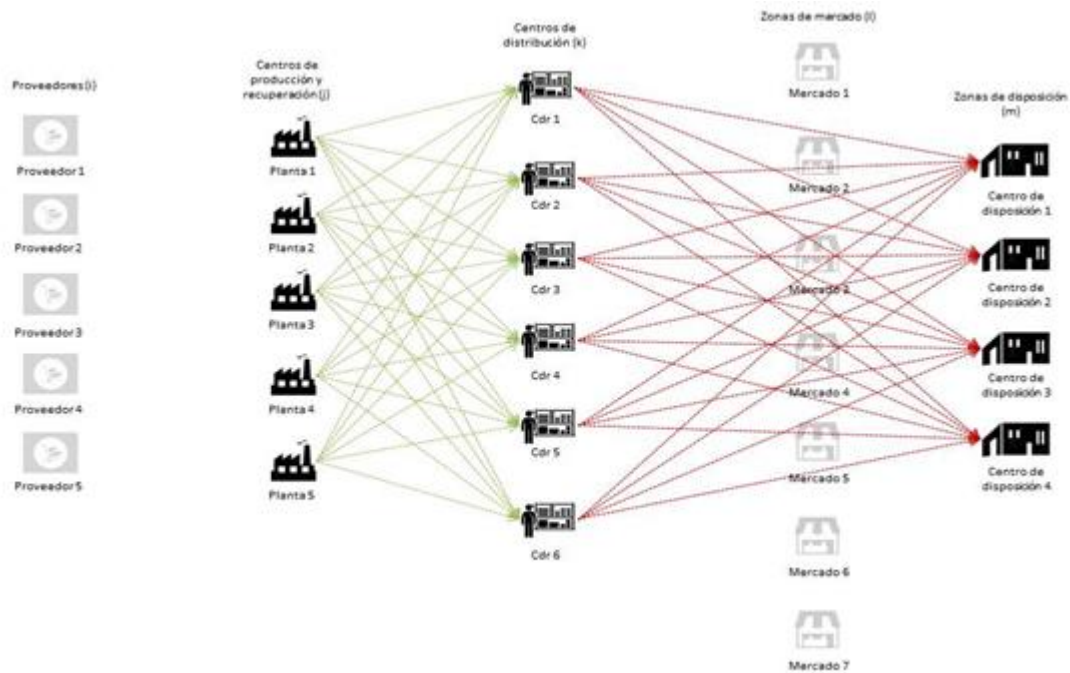 Proveedores (i)
Proveedor 1
Proveedor 2
Proveedor 3
Proveedor 4
Proveedor 5
Centros de
producción y
recuperación (j)
Planta 1
Planta 2
Planta 3
Planta 4
Planta 5
Centros de
distribución (k)
Cdr 1
Cdr 2
Cdr 3
Cdr 4
Cdr 5
Cdr 6
Zonas de mercado (l)
Mercado 1
Mercado 2
Mercado 3
Mercado 4
Mercado 5
Mercado 6
Mercado 7
Zonas de disposición
(m)
Centro de
disposición 1
Centro de
disposición 2
Centro de
disposición 3
Centro de
disposición 4